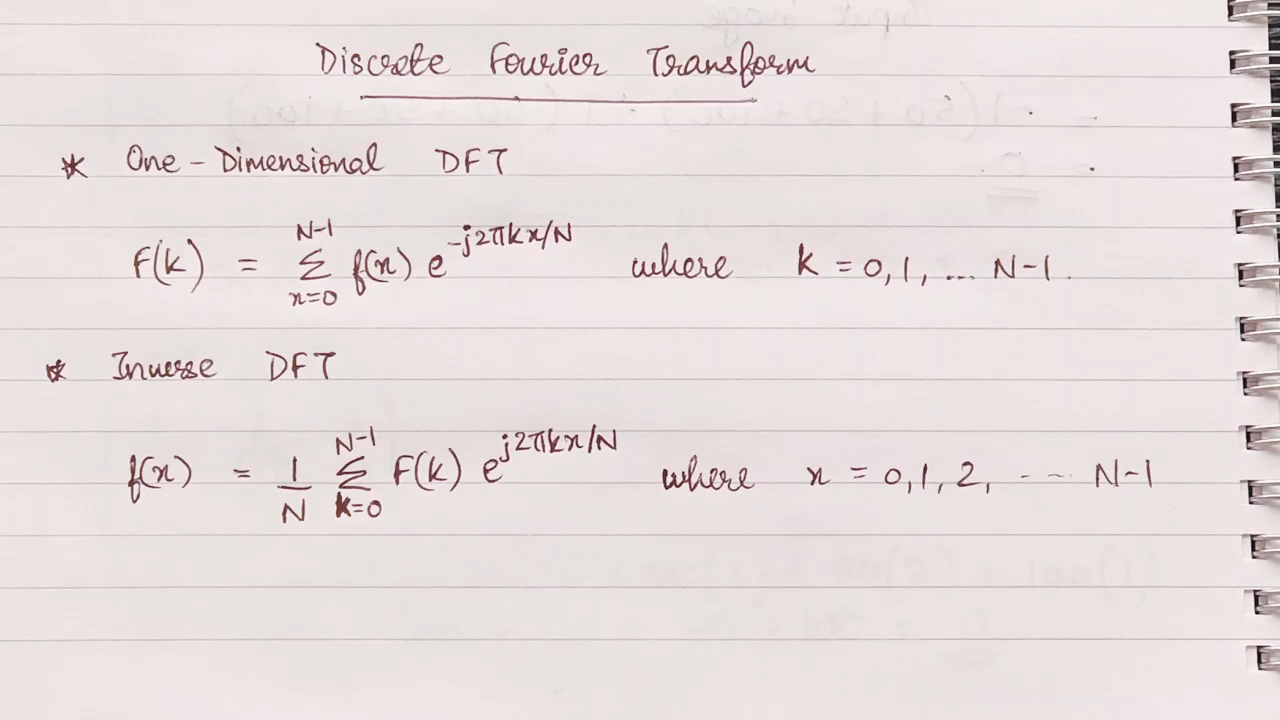 Discrete Fourier Transform
* One-Dimensional DFT
F(k) = Σ_{x=0}^{N-1} f(x) e^{-j2πkx/N} where k = 0, 1, ... N-1.
* Inverse DFT
f(x) = 1/N Σ_{k=0}^{N-1} F(k) e^{j2πkx/N} where x = 0, 1, 2, ---- N-1